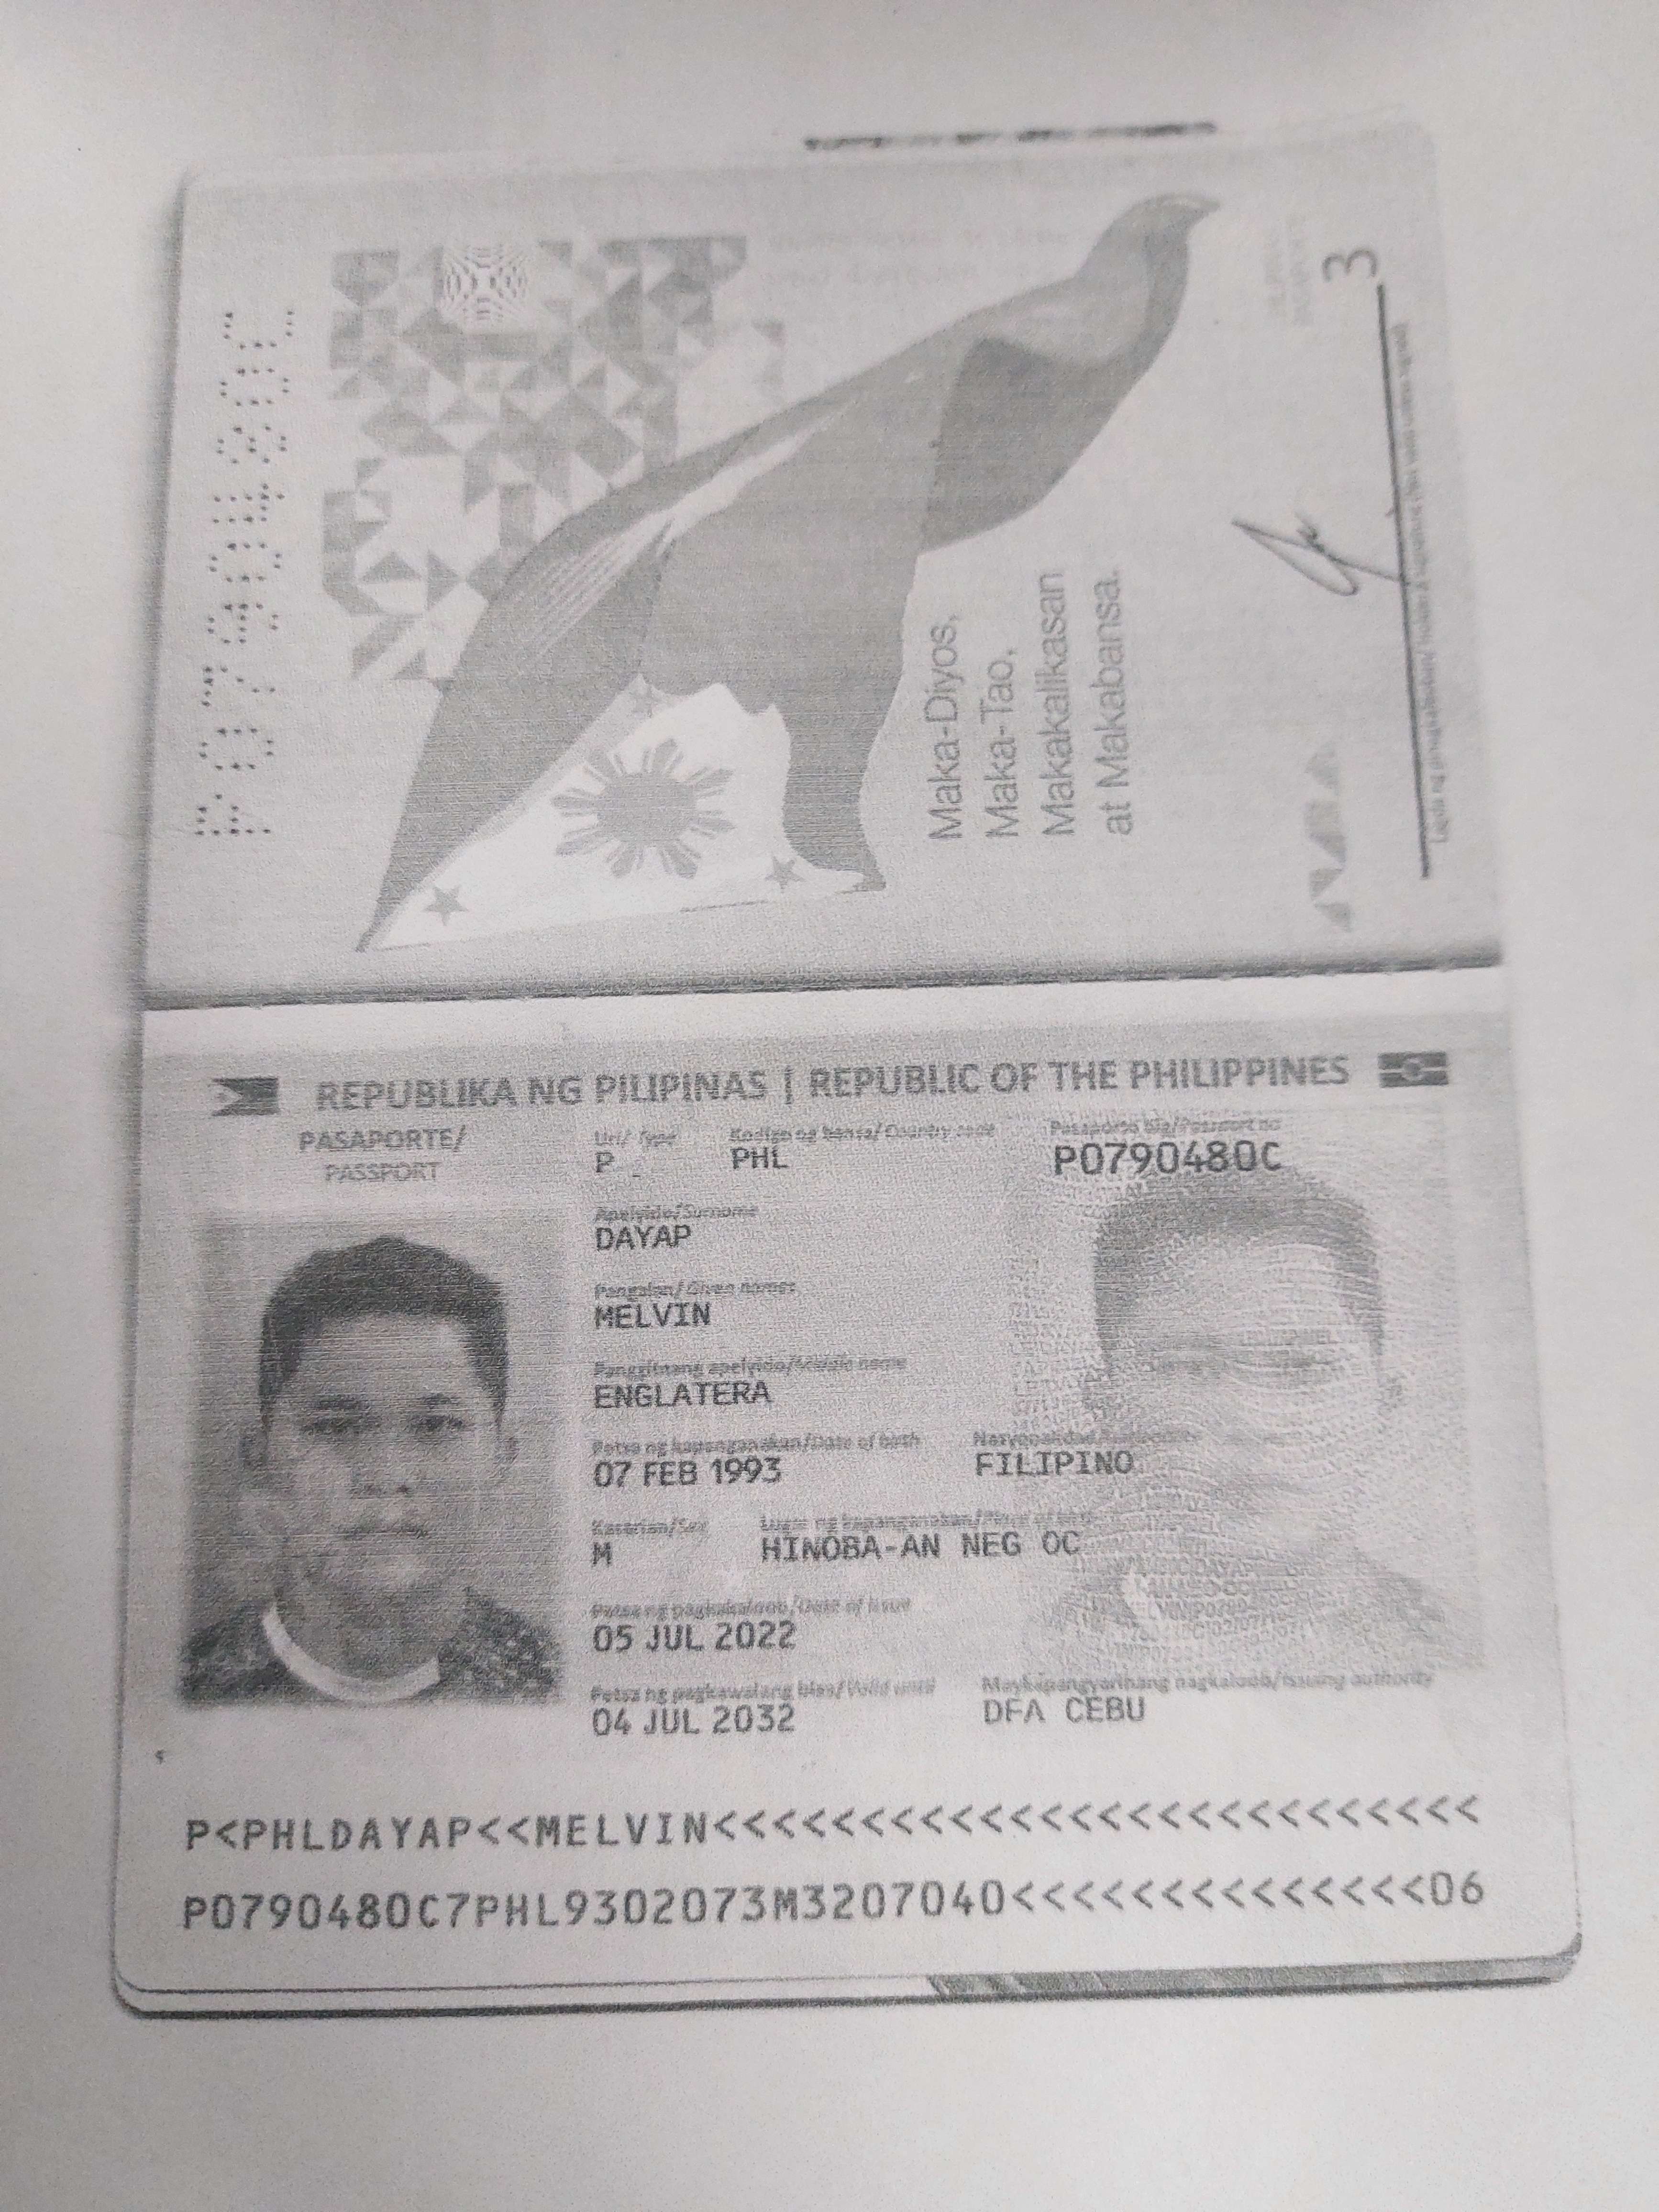 3
Maka-Diyos,
Maka-Tao,
Makakalikasan
at Makabansa.
REPUBLIKA NG PILIPINAS | REPUBLIC OF THE PHILIPPINES
PASAPORTE/
PASSPORT
Uri/ Type
Kodigo ng bansa/ Country code
Pasaporte blg/Passport no
P
PHL
P0790480C
Apelyido/Surname
DAYAP
Pangalan/Given names
MELVIN
Panggitnang apelyido/Middle name
ENGLATERA
Petsa ng kapanganakan/Date of birth
07 FEB 1993
FILIPINO
Kasarian/Sex
Lugar ng kapanganakan/Place of birth
M
HINOBA-AN NEG OC
Petsa ng pagkakaloob/Date of issue
05 JUL 2022
Petsa ng pagkawalang bisa/Valid until
Maykapangyarihang nagkaloob/Issuing authority
04 JUL 2032
DFA CEBU
P<PHLDAYAP<<MELVIN<<<<<<<<<<<<<<<<<<<<<<<<<<
P0790480C7PHL9302073M3207040<<<<<<<<<<<<<<06